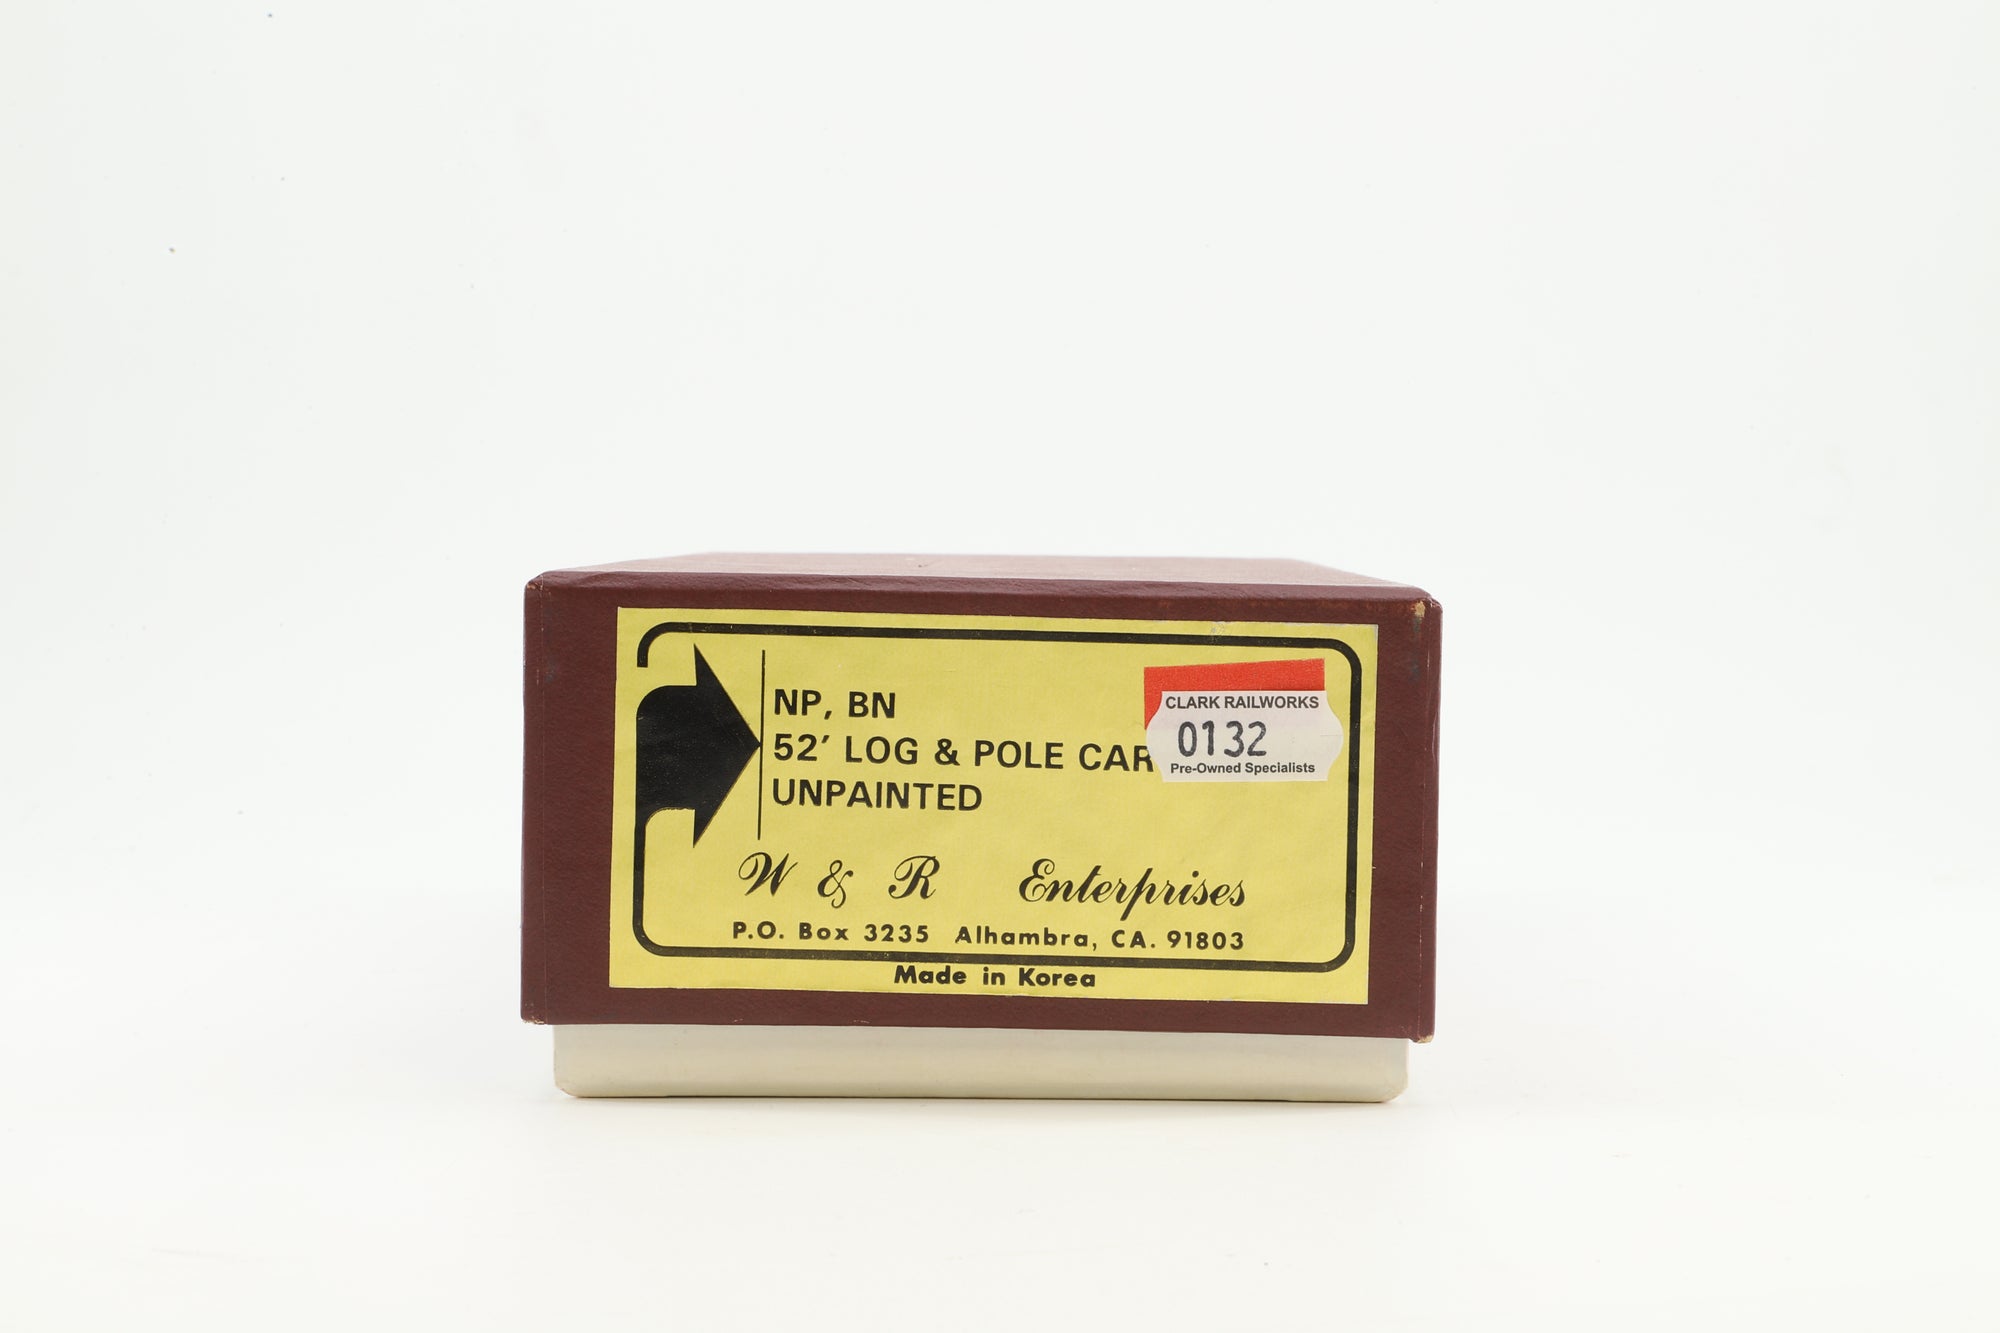 NP, BN
52' LOG & POLE CAR
UNPAINTED
CLARK RAILWORKS
0132
Pre-Owned Specialists
W & R Enterprises
P.O. Box 3235 Alhambra, CA. 91803
Made in Korea